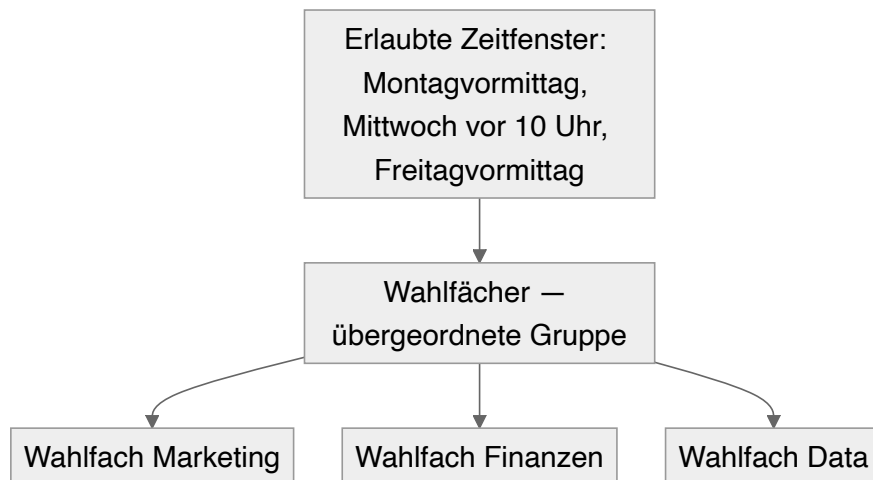 Erlaubte Zeitfenster:
Montagvormittag,
Mittwoch vor 10 Uhr,
Freitagvormittag
Wahlfächer —
übergeordnete Gruppe
Wahlfach Marketing
Wahlfach Finanzen
Wahlfach Data